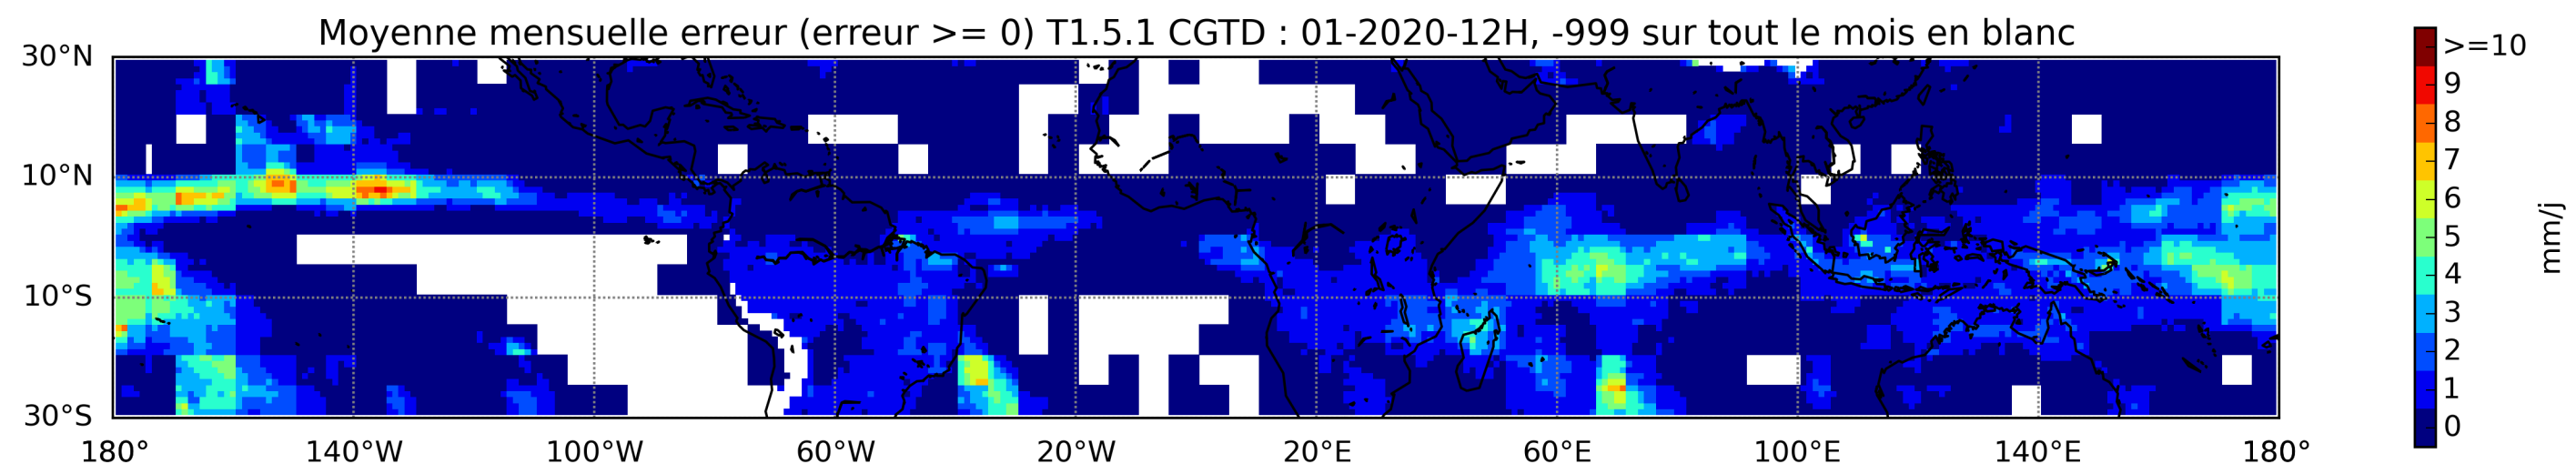 Moyenne mensuelle erreur (erreur >= 0) T1.5.1 CGTD : 01-2020-12H, -999 sur tout le mois en blanc
30°N
10°N
10°S
30°S
180° 140°W 100°W 60°W 20°W 20°E 60°E 100°E 140°E 180°
>=10
9
8
7
6
5
4
3
2
1
0
mm/j